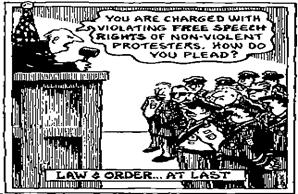 YOU ARE CHARGED WITH
VIOLATING FREE SPEECH
RIGHTS OF NON-VIOLENT
PROTESTERS. HOW DO
YOU PLEAD?
LAW & ORDER... AT LAST